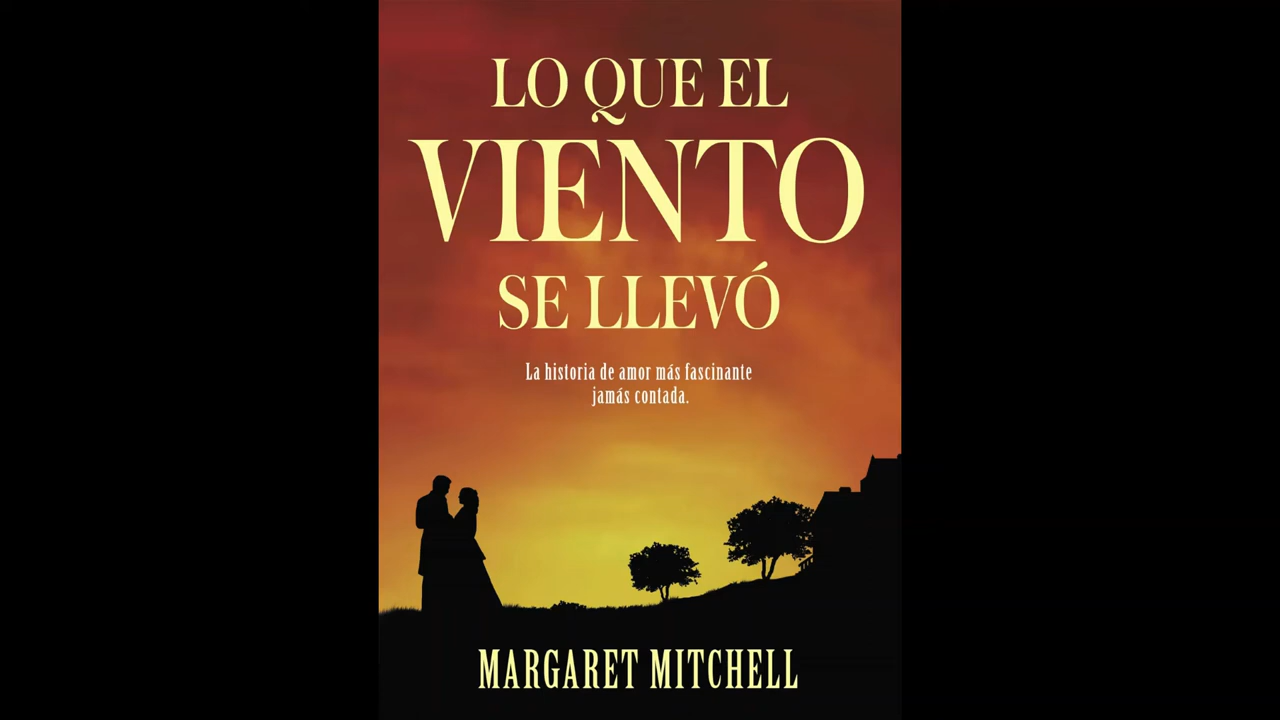 LO QUE EL
VIENTO
SE LLEVÓ
La historia de amor más fascinante
jamás contada.
MARGARET MITCHELL